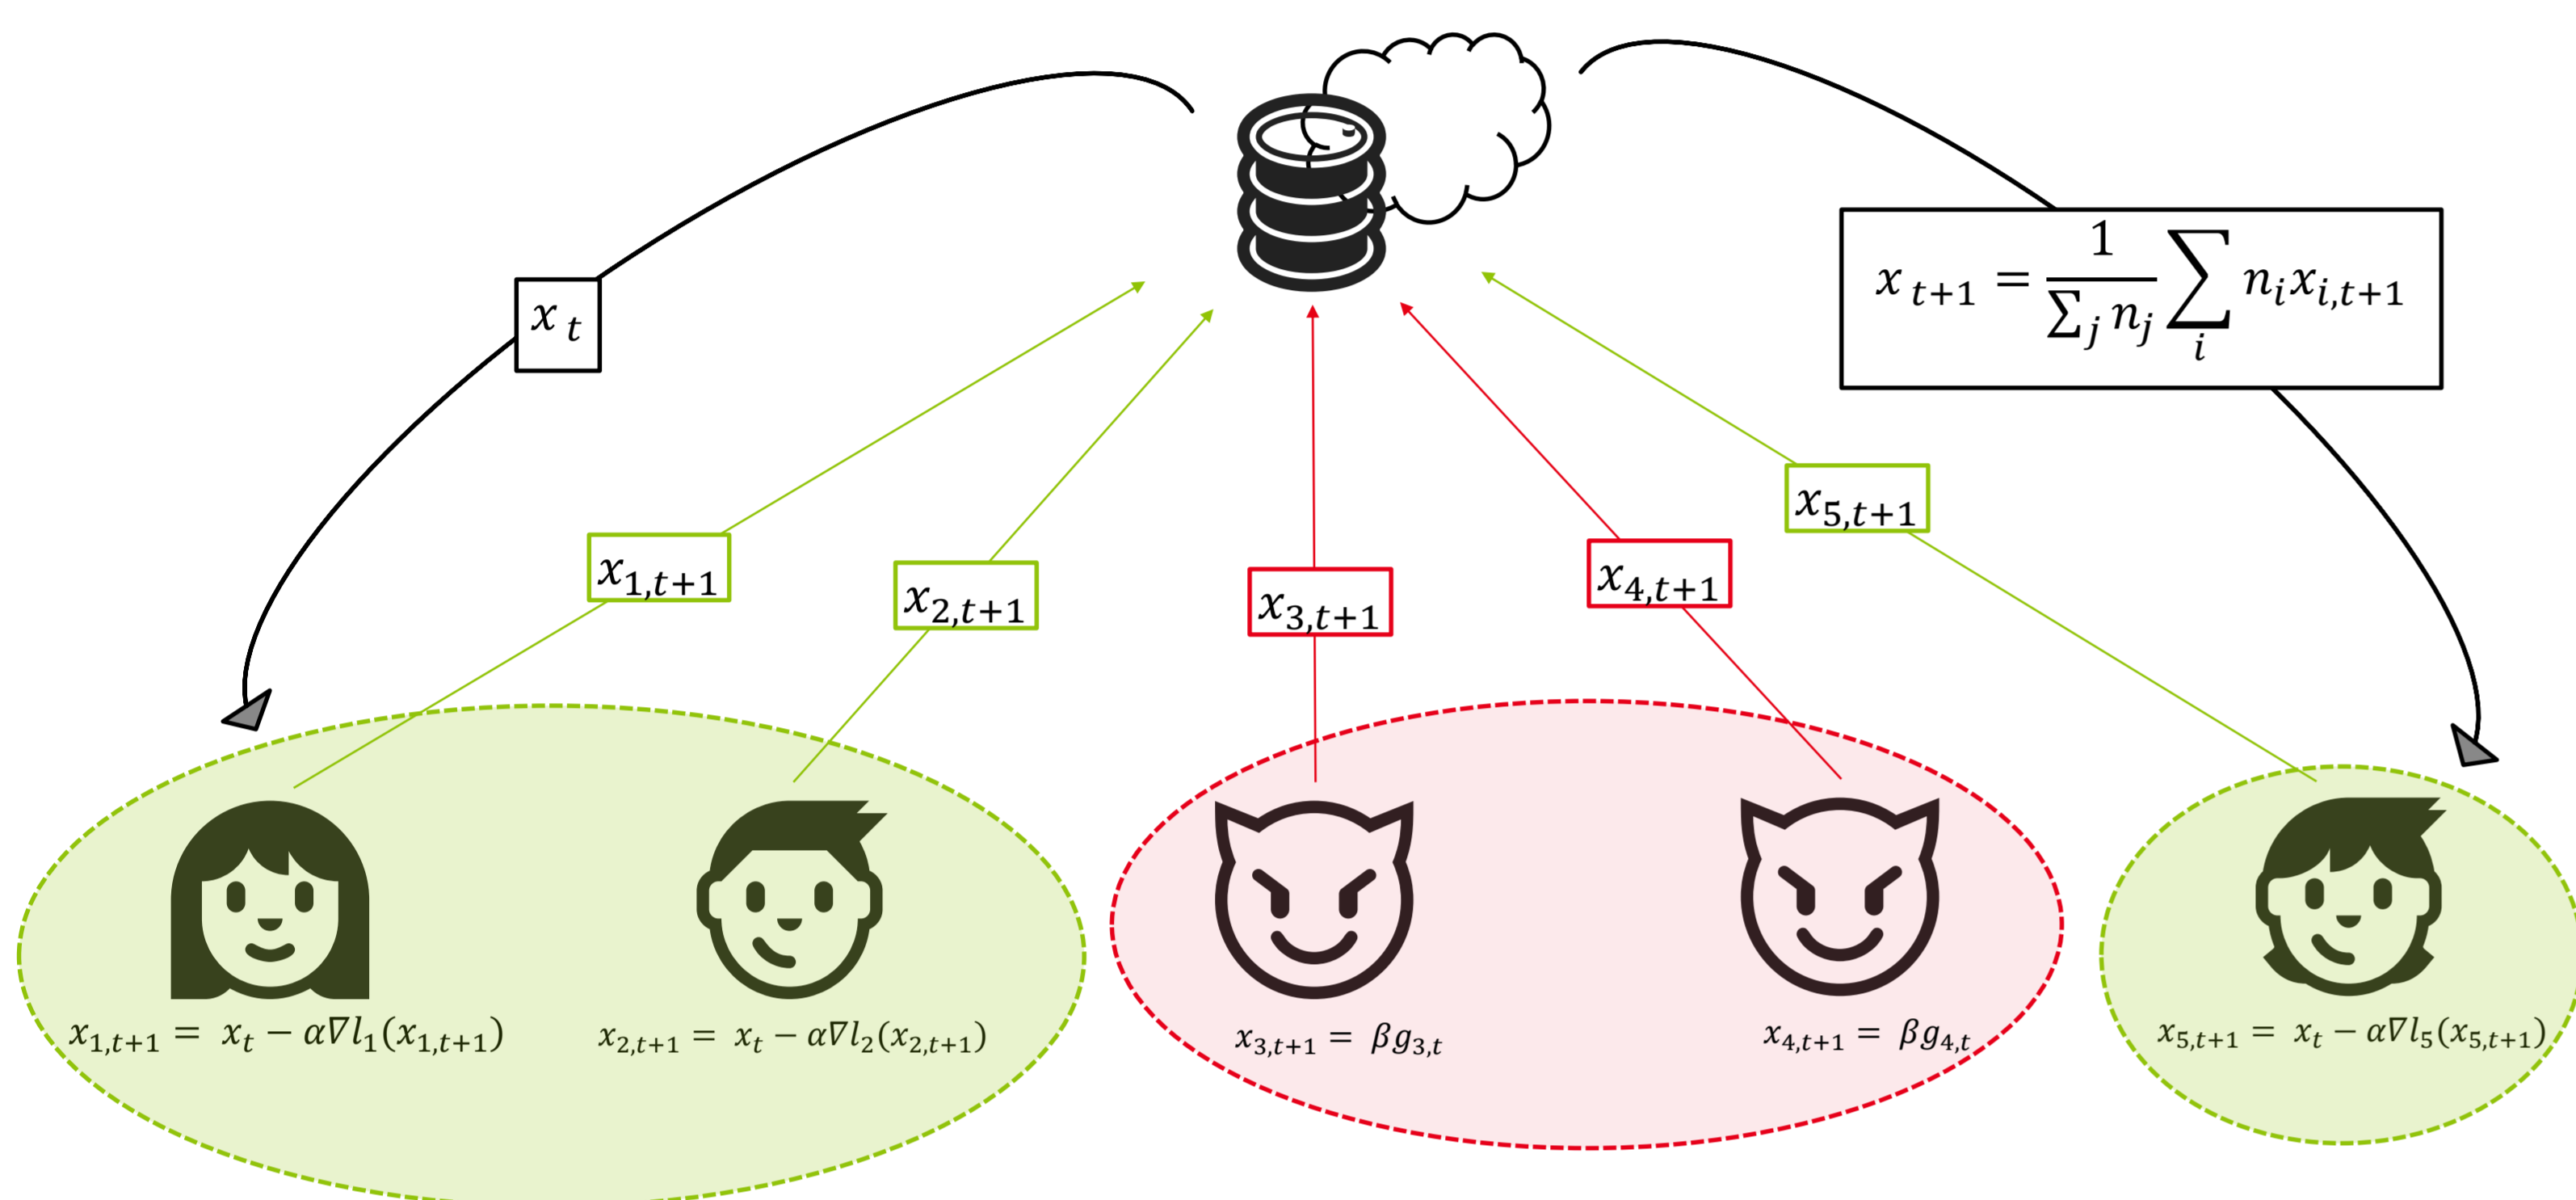 x_t
x_{t+1} = \frac{1}{\sum_j n_j} \sum_i n_i x_{i,t+1}
x_{1,t+1}
x_{2,t+1}
x_{3,t+1}
x_{4,t+1}
x_{5,t+1}
x_{1,t+1} = x_t − α∇l_1(x_{1,t+1})
x_{2,t+1} = x_t − α∇l_2(x_{2,t+1})
x_{3,t+1} = βg_{3,t}
x_{4,t+1} = βg_{4,t}
x_{5,t+1} = x_t − α∇l_5(x_{5,t+1})